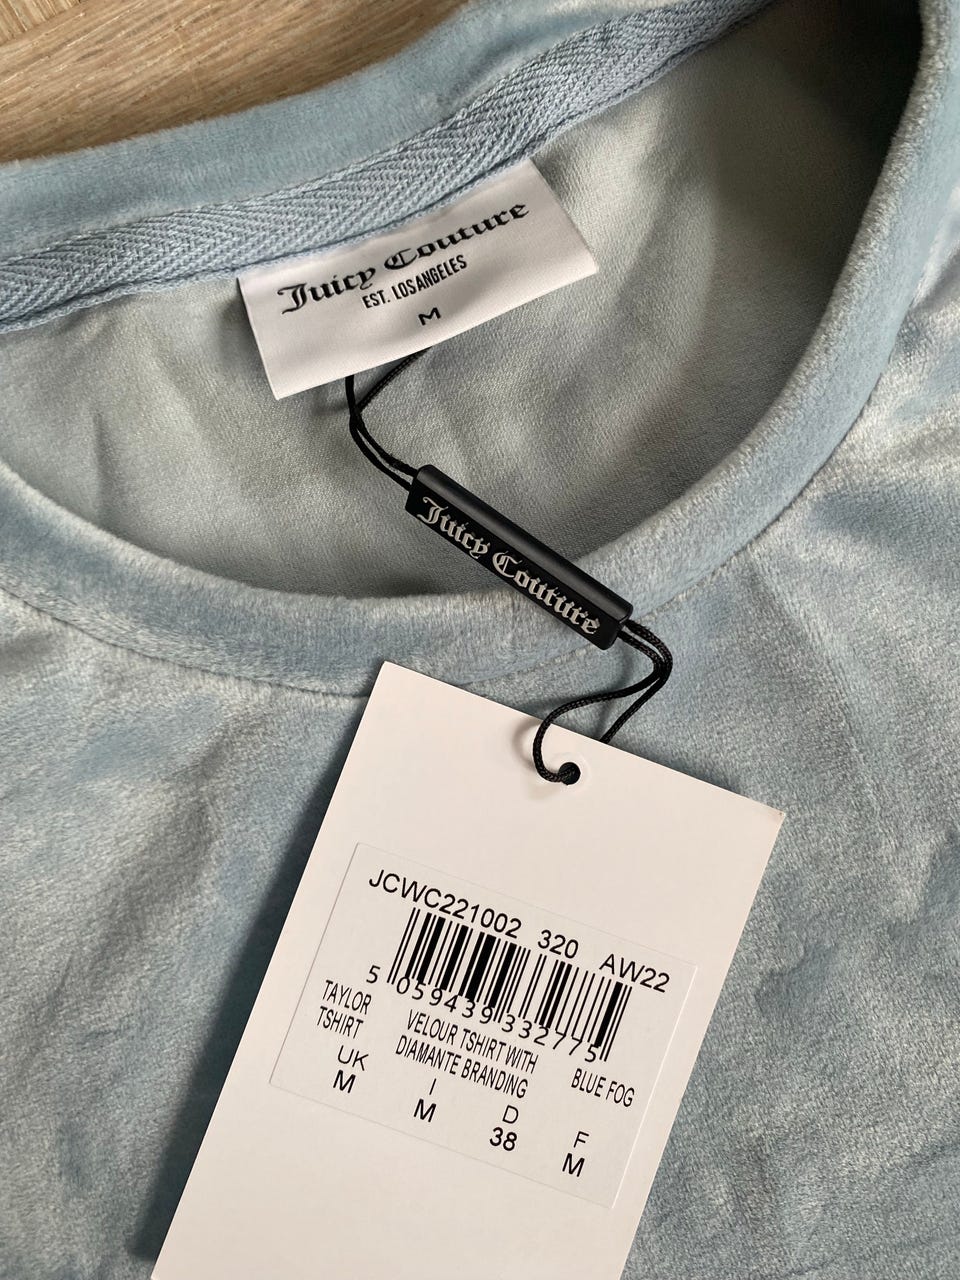 Juicy Couture
EST. LOS ANGELES
M
Juicy Couture
JCWC221002 320 AW22
5 059439 332775
TAYLOR TSHIRT
VELOUR TSHIRT WITH DIAMANTE BRANDING
BLUE FOG
UK I D F
M M 38 M